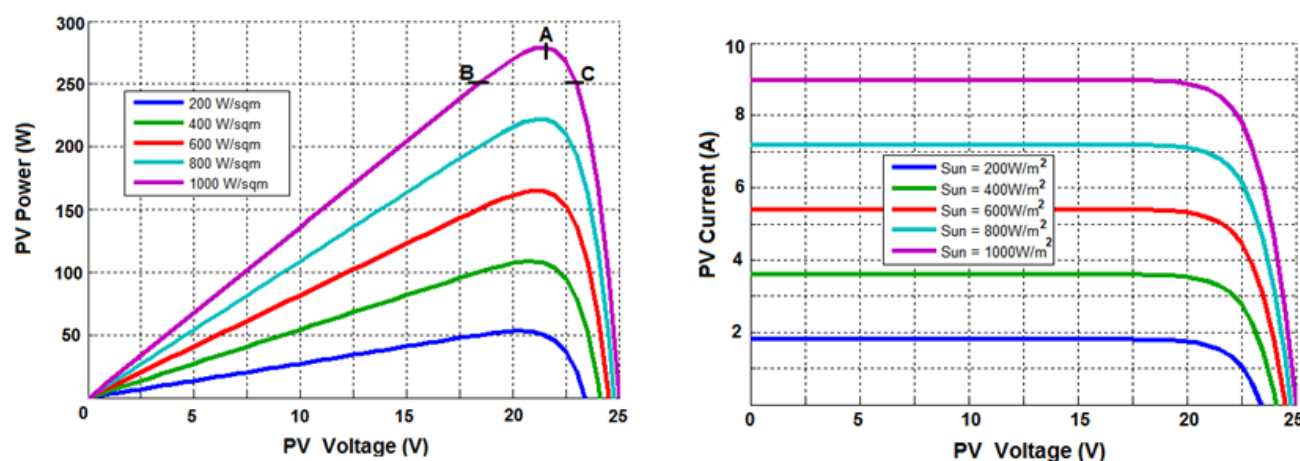 300
250
200
150
100
50
0
5
10
15
20
25
PV Power (W)
PV Voltage (V)
A
B
C
200 W/sqm
400 W/sqm
600 W/sqm
800 W/sqm
1000 W/sqm
10
8
6
4
2
0
5
10
15
20
25
PV Current (A)
PV Voltage (V)
Sun = 200W/m²
Sun = 400W/m²
Sun = 600W/m²
Sun = 800W/m²
Sun = 1000W/m²